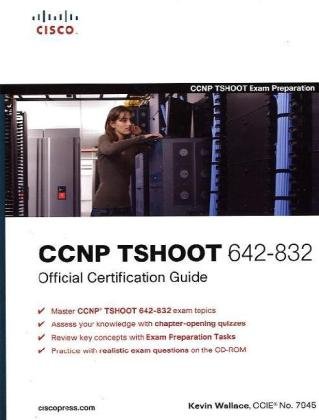 CISCO
CCNP TSHOOT Exam Preparation
CCNP TSHOOT 642-832
Official Certification Guide
✓ Master CCNP® TSHOOT 642-832 exam topics
✓ Assess your knowledge with chapter-opening quizzes
✓ Review key concepts with Exam Preparation Tasks
✓ Practice with realistic exam questions on the CD-ROM
ciscopress.com
Kevin Wallace, CCIE® No. 7945